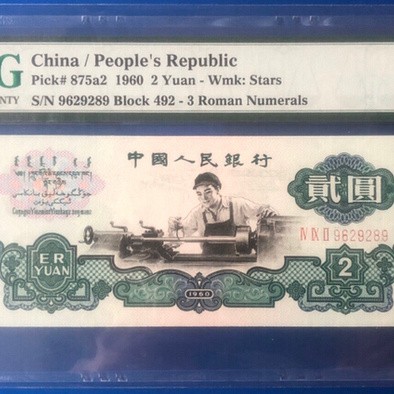 G China / People's Republic
Pick# 875a2 1960 2 Yuan - Wmk: Stars
NTY S/N 9629289 Block 492 - 3 Roman Numerals
中國人民銀行
貳圓
IV IX II 9629289
ER
YUAN
2
1960